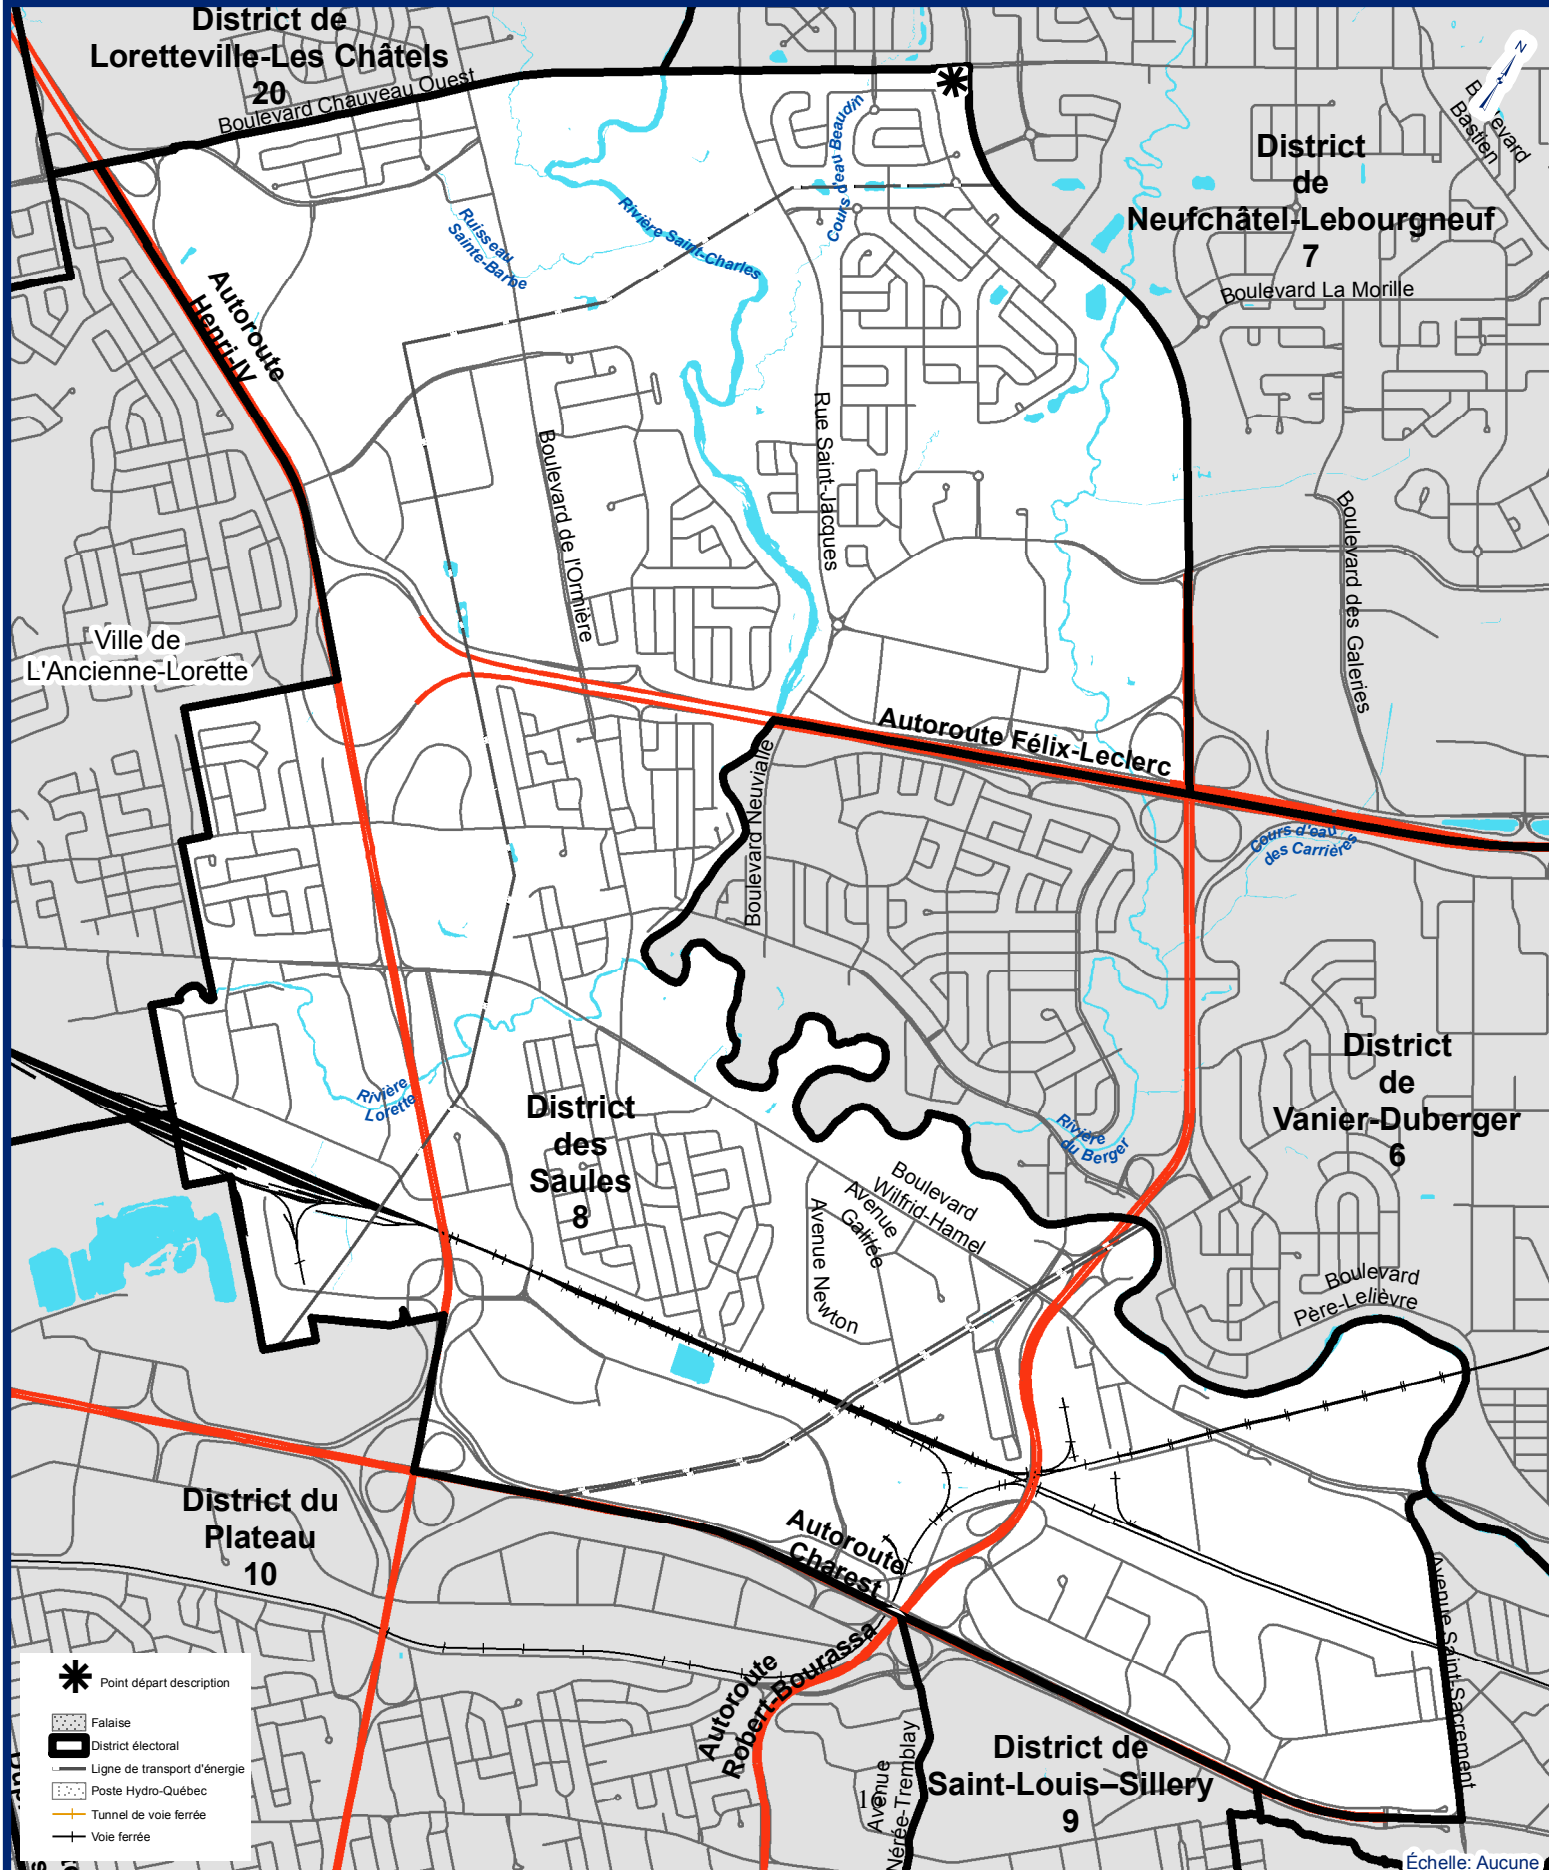 District de
Loretteville-Les Châtels
20
Boulevard Chauveau Ouest
N
Boulevard
Bastien
District
de
Neufchâtel-Lebourgneuf
7
Boulevard La Morille
Cours d'eau Beaudin
Ruisseau
Sainte-Barbe
Rivière Saint-Charles
Autoroute
Henri-IV
Rue Saint-Jacques
Boulevard de l'Ormière
Boulevard des Galeries
Ville de
L'Ancienne-Lorette
Autoroute Félix-Leclerc
Boulevard Neuvialle
Cours d'eau
des Carrières
District
de
Vanier-Duberger
6
Rivière
Lorette
District
des
Saules
8
Rivière
du Berger
Boulevard
Wilfrid-Hamel
Avenue
Galilée
Avenue Newton
Boulevard
Père-Lelièvre
District du
Plateau
10
Autoroute
Charest
Avenue Saint-Sacrement
Autoroute
Robert-Bourassa
Avenue
Nérée-Tremblay
District de
Saint-Louis–Sillery
9
Point départ description
Falaise
District électoral
Ligne de transport d'énergie
Poste Hydro-Québec
Tunnel de voie ferrée
Voie ferrée
Échelle: Aucune